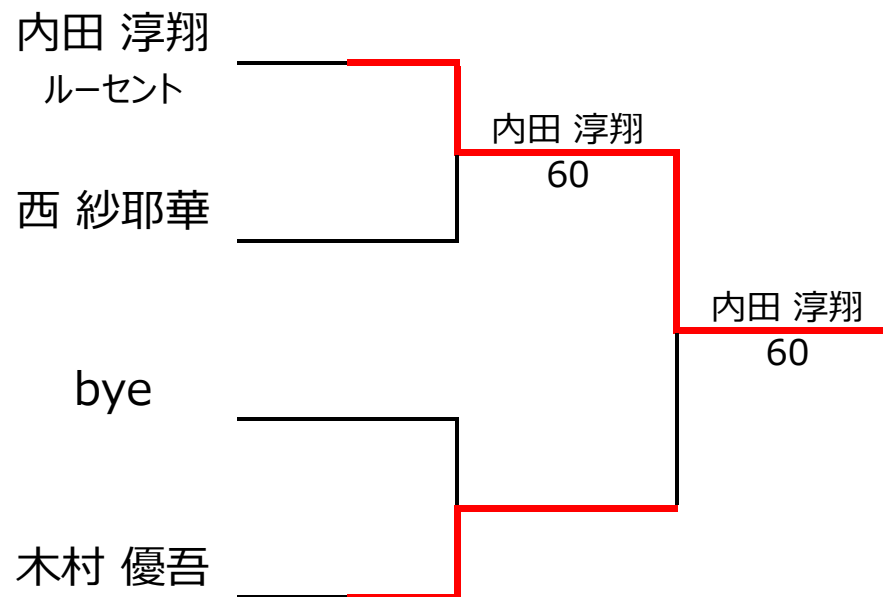 内田 淳翔
ルーセント
内田 淳翔
60
西 紗耶華
内田 淳翔
60
bye
木村 優吾